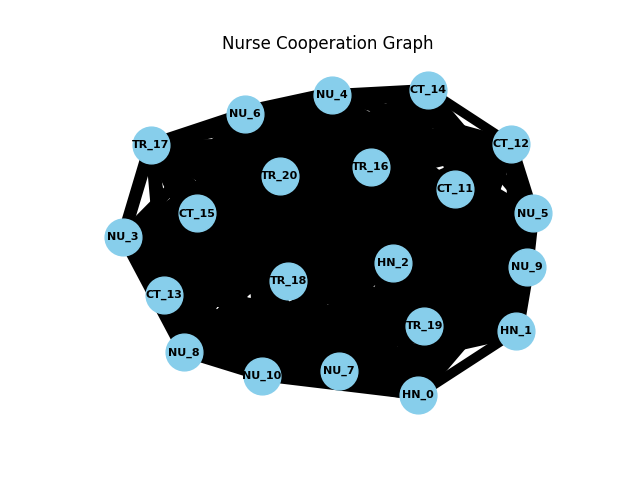 Nurse Cooperation Graph
CT_14
NU_4
NU_6
CT_12
TR_17
TR_16
TR_20
CT_11
CT_15
NU_5
NU_3
HN_2
NU_9
TR_18
CT_13
TR_19
HN_1
NU_8
NU_7
NU_10
HN_0